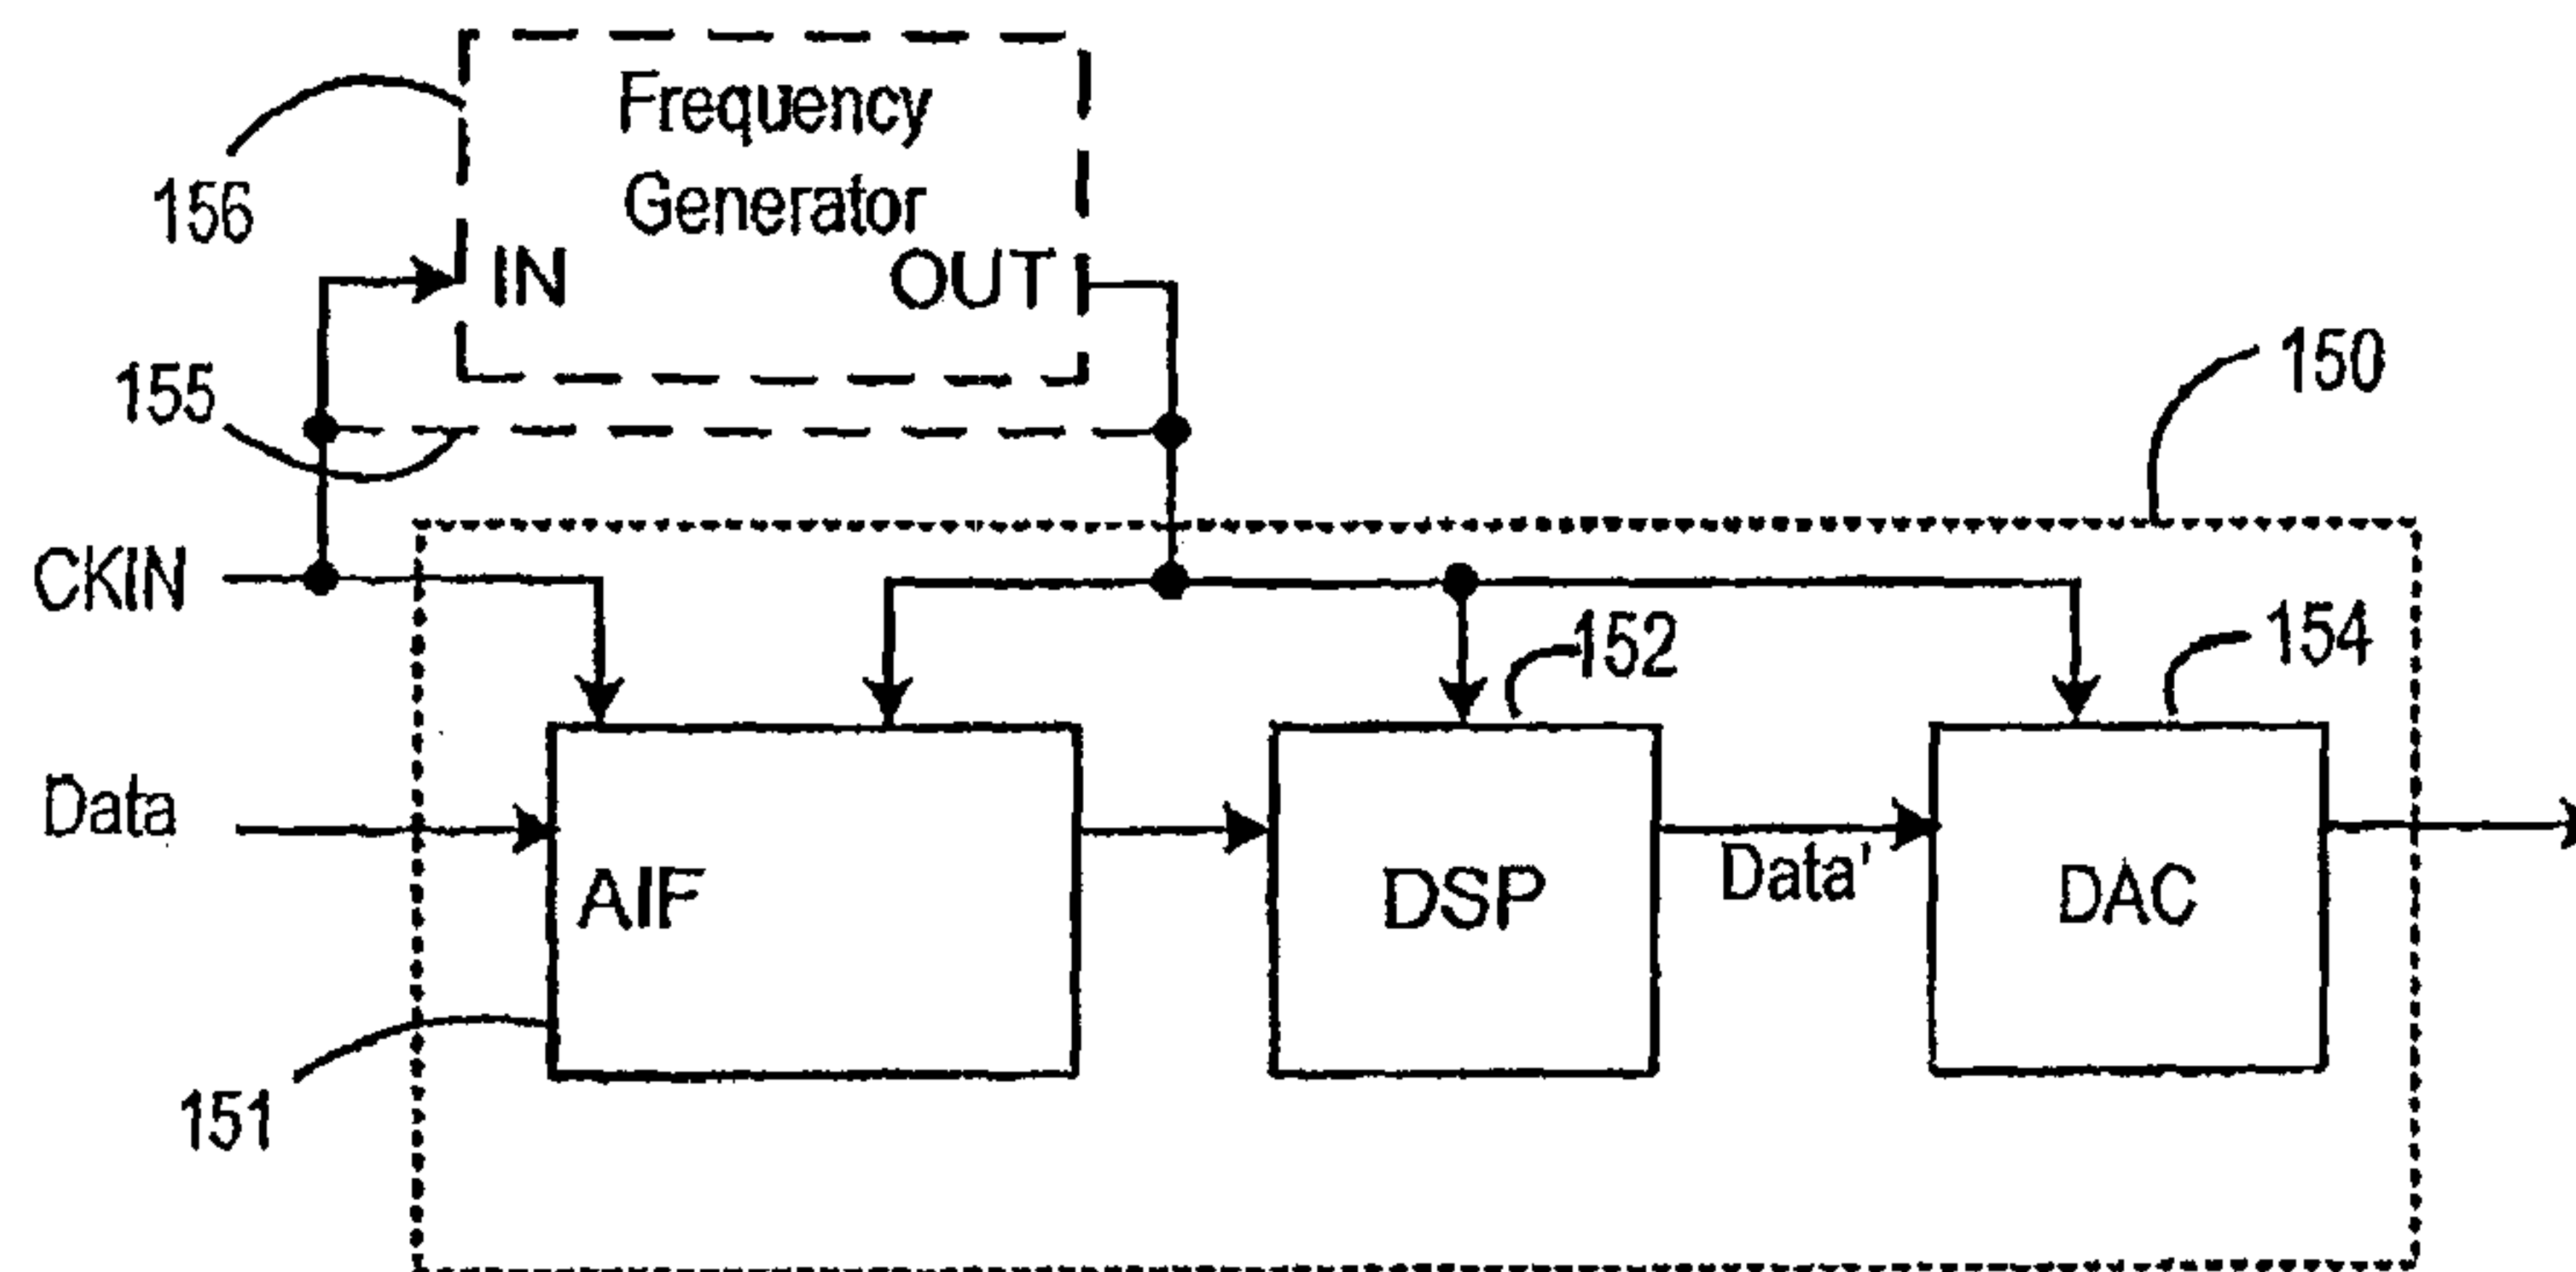 Frequency
Generator
156
IN
OUT
155
150
CKIN
152
154
Data
AIF
DSP
Data'
DAC
151